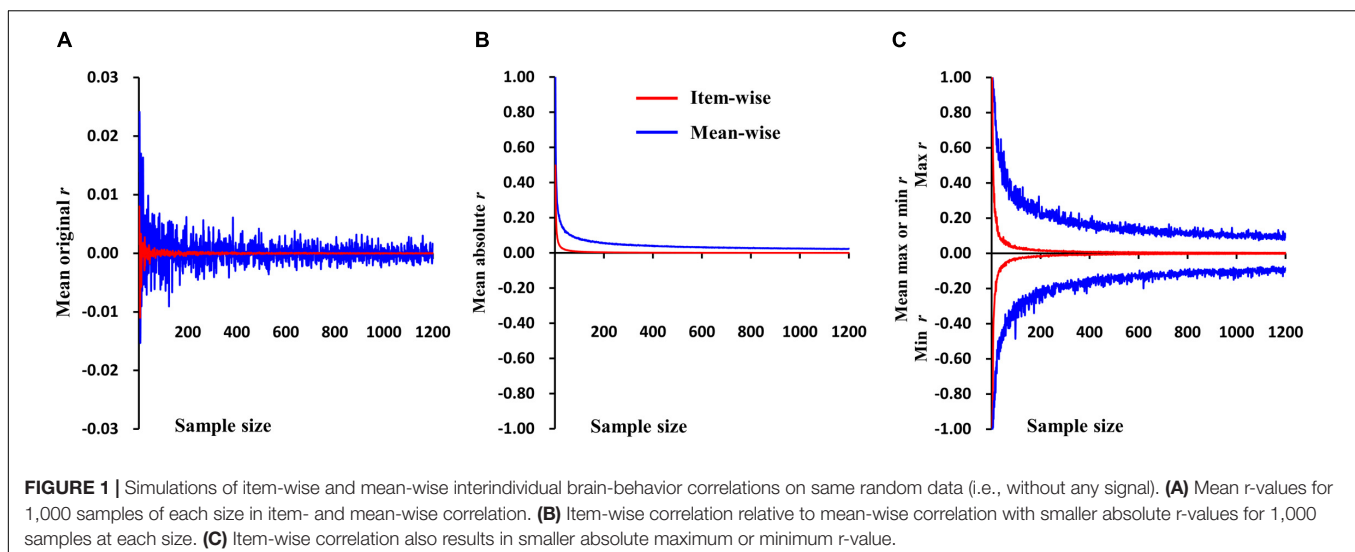 A
B
C
0.03
0.02
0.01
0.00
-0.01
-0.02
-0.03
Mean original r
200 400 600 800 1000 1200
Sample size
1.00
0.80
0.60
0.40
0.20
0.00
-0.20
-0.40
-0.60
-0.80
-1.00
Mean absolute r
Item-wise
Mean-wise
200 400 600 800 1000 1200
Sample size
1.00
0.80
0.60
0.40
0.20
0.00
-0.20
-0.40
-0.60
-0.80
-1.00
Mean max or min r
Max r
Min r
200 400 600 800 1000 1200
Sample size
FIGURE 1 | Simulations of item-wise and mean-wise interindividual brain-behavior correlations on same random data (i.e., without any signal). (A) Mean r-values for
1,000 samples of each size in item- and mean-wise correlation. (B) Item-wise correlation relative to mean-wise correlation with smaller absolute r-values for 1,000
samples at each size. (C) Item-wise correlation also results in smaller absolute maximum or minimum r-value.